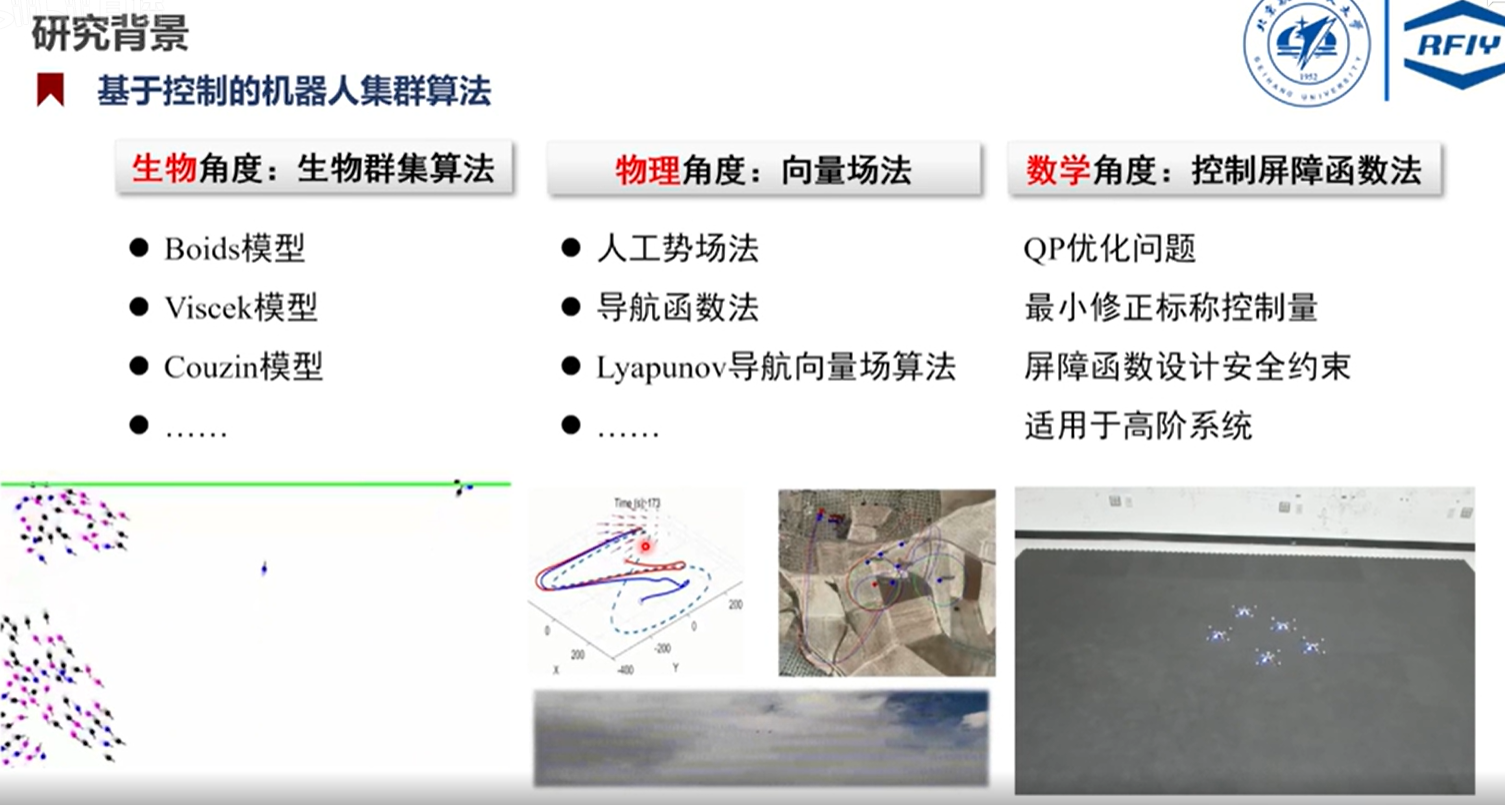 研究背景
基于控制的机器人集群算法
BEIHANG UNIVERSITY
1952
RFIY
生物角度：生物群集算法
Boids模型
Viscek模型
Couzin模型
……
物理角度：向量场法
人工势场法
导航函数法
Lyapunov导航向量场算法
……
数学角度：控制屏障函数法
QP优化问题
最小修正标称控制量
屏障函数设计安全约束
适用于高阶系统
Time [s]:173
0
200
X
-400
-200
0
200
Y